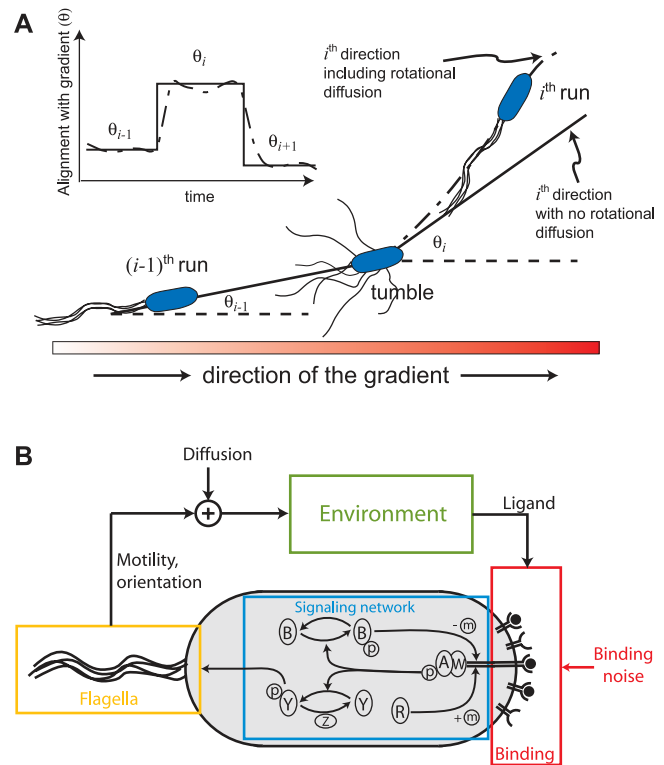 A
Alignment with gradient (θ)
θi-1
θi
θi+1
time
ith direction
including rotational
diffusion
ith run
ith direction
with no rotational
diffusion
θi
(i-1)th run
θi-1
tumble
direction of the gradient
B
Diffusion
+
Environment
Ligand
Motility,
orientation
Signaling network
B
B
p
- m
p
A
W
p
Y
Y
Z
R
+ m
Flagella
Binding
noise
Binding